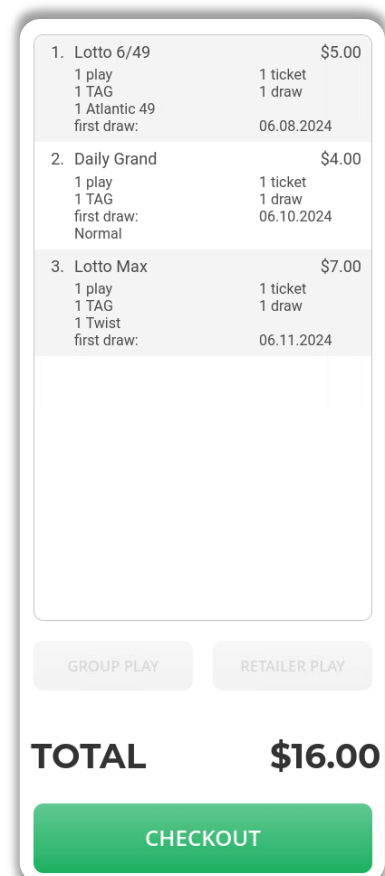 1. Lotto 6/49 $5.00
1 play 1 ticket
1 TAG 1 draw
1 Atlantic 49
first draw: 06.08.2024
2. Daily Grand $4.00
1 play 1 ticket
1 TAG 1 draw
first draw: 06.10.2024
Normal
3. Lotto Max $7.00
1 play 1 ticket
1 TAG 1 draw
1 Twist
first draw: 06.11.2024
GROUP PLAY RETAILER PLAY
TOTAL $16.00
CHECKOUT